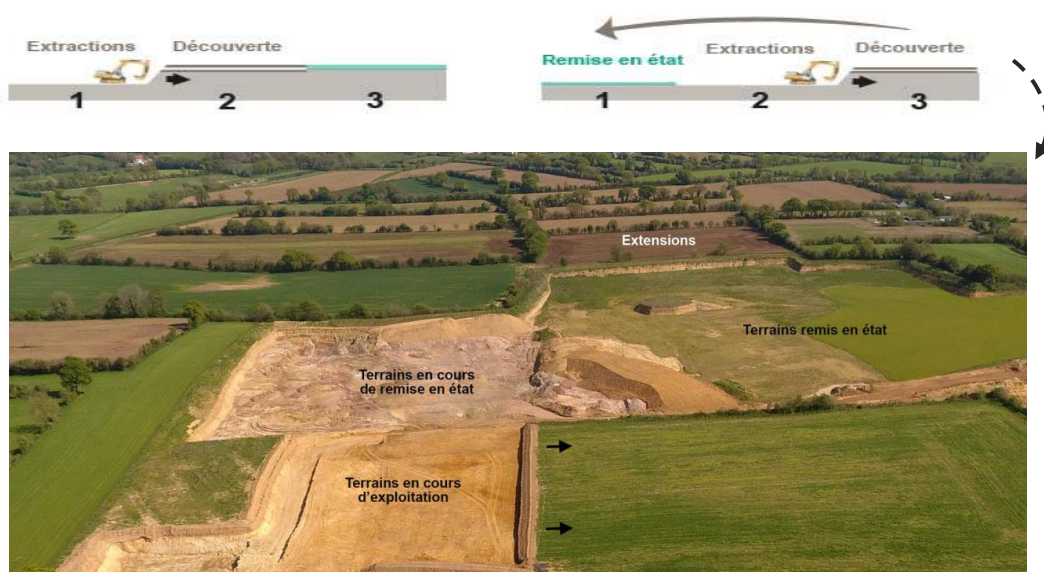 Extractions Découverte
1 2 3
Découverte
Extractions
Remise en état
1 2 3
Extensions
Terrains remis en état
Terrains en cours
de remise en état
Terrains en cours
d'exploitation